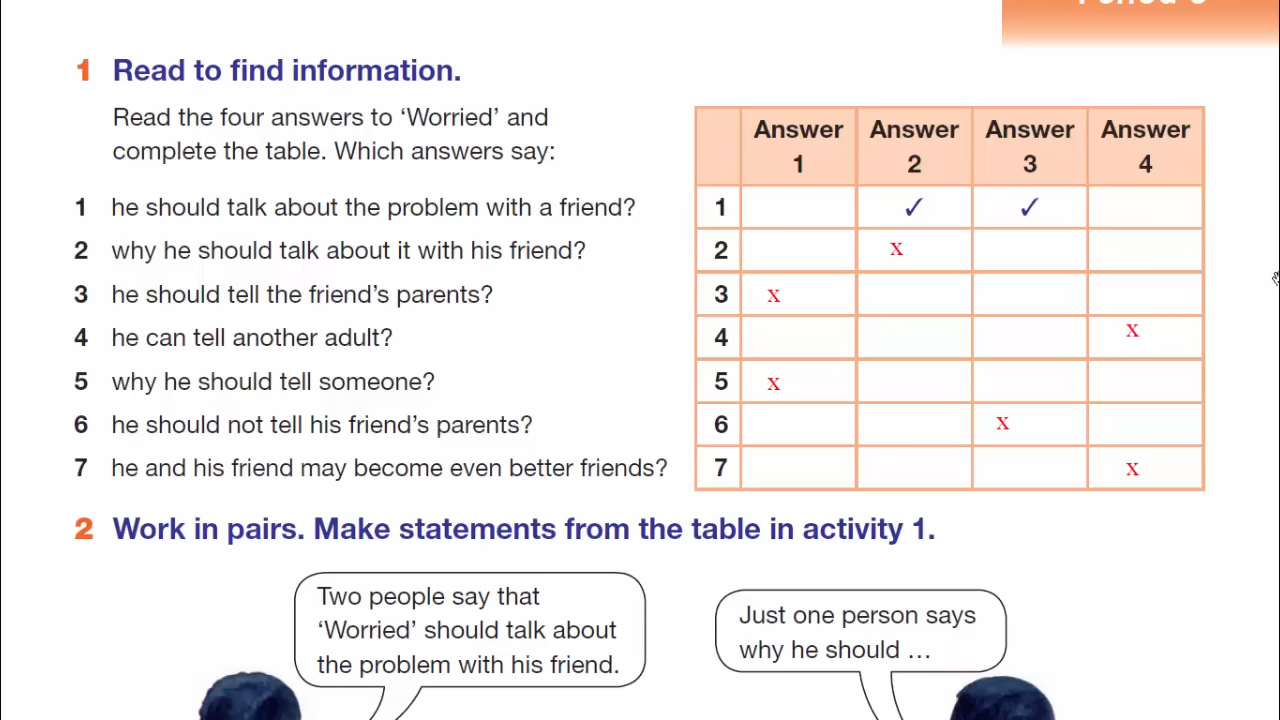 1 Read to find information.
Read the four answers to ‘Worried’ and
complete the table. Which answers say:
1 he should talk about the problem with a friend?
2 why he should talk about it with his friend?
3 he should tell the friend’s parents?
4 he can tell another adult?
5 why he should tell someone?
6 he should not tell his friend’s parents?
7 he and his friend may become even better friends?
Answer 1 Answer 2 Answer 3 Answer 4
1 ✓ ✓
2 x
3 x
4 x
5 x
6 x
7 x
2 Work in pairs. Make statements from the table in activity 1.
Two people say that
‘Worried’ should talk about
the problem with his friend.
Just one person says
why he should ...